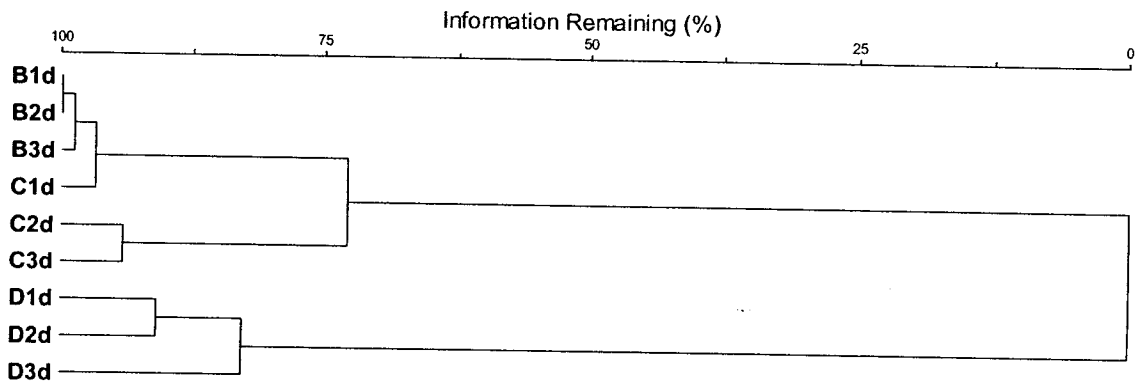 Information Remaining (%)
100 75 50 25 0
B1d
B2d
B3d
C1d
C2d
C3d
D1d
D2d
D3d